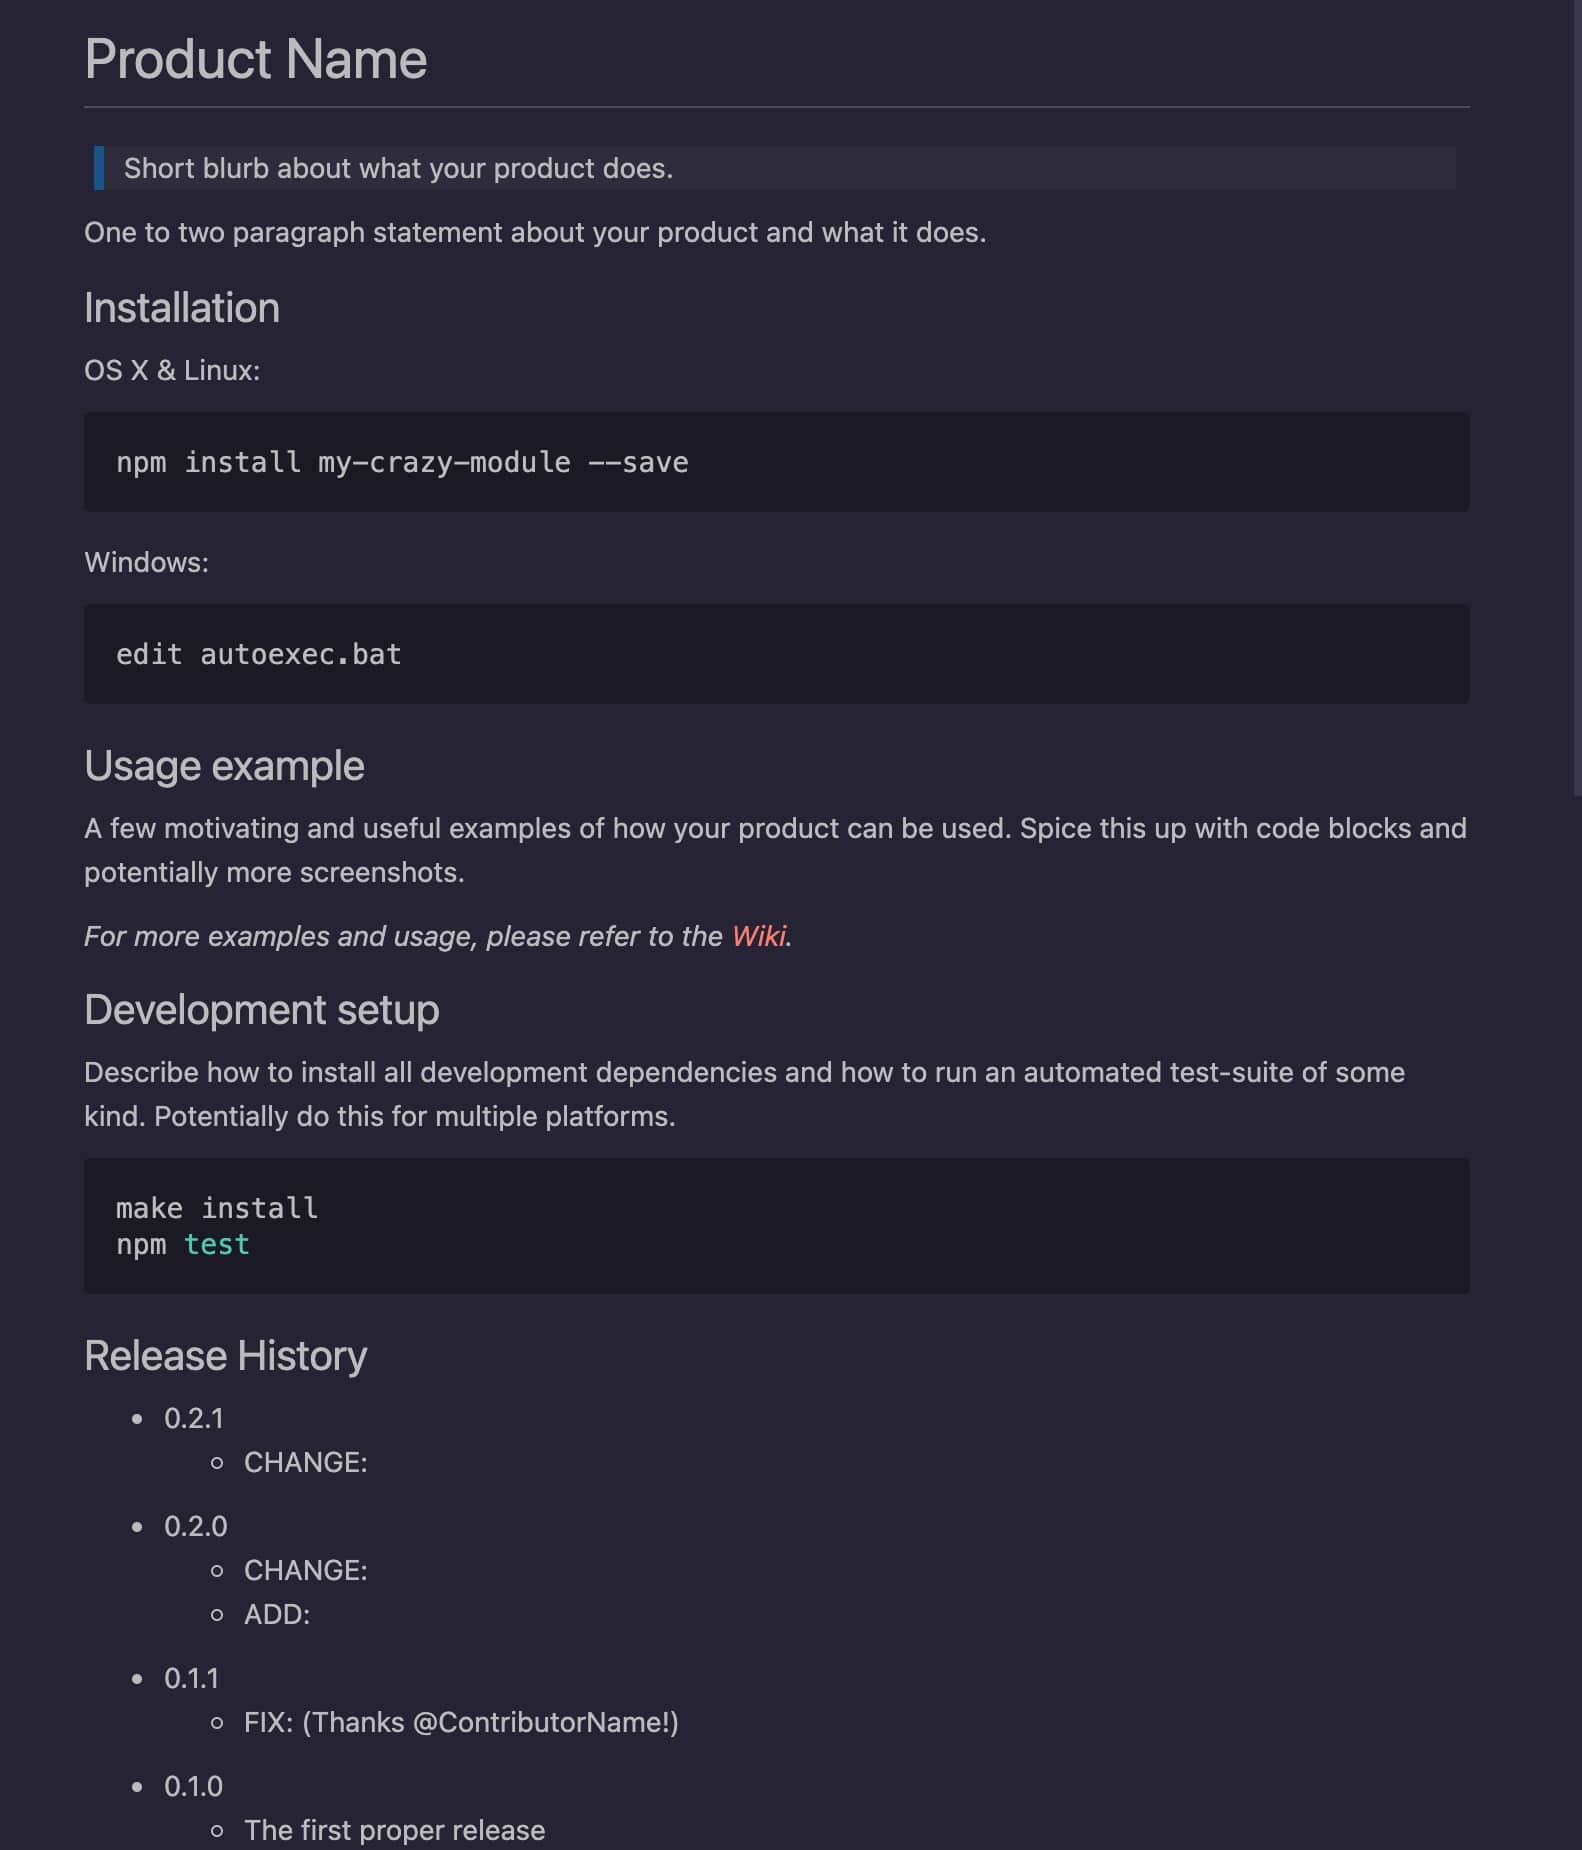 Product Name
Short blurb about what your product does.
One to two paragraph statement about your product and what it does.
Installation
OS X & Linux:
npm install my-crazy-module --save
Windows:
edit autoexec.bat
Usage example
A few motivating and useful examples of how your product can be used. Spice this up with code blocks and
potentially more screenshots.
For more examples and usage, please refer to the Wiki.
Development setup
Describe how to install all development dependencies and how to run an automated test-suite of some
kind. Potentially do this for multiple platforms.
make install
npm test
Release History
0.2.1
CHANGE:
0.2.0
CHANGE:
ADD:
0.1.1
FIX: (Thanks @ContributorName!)
0.1.0
The first proper release